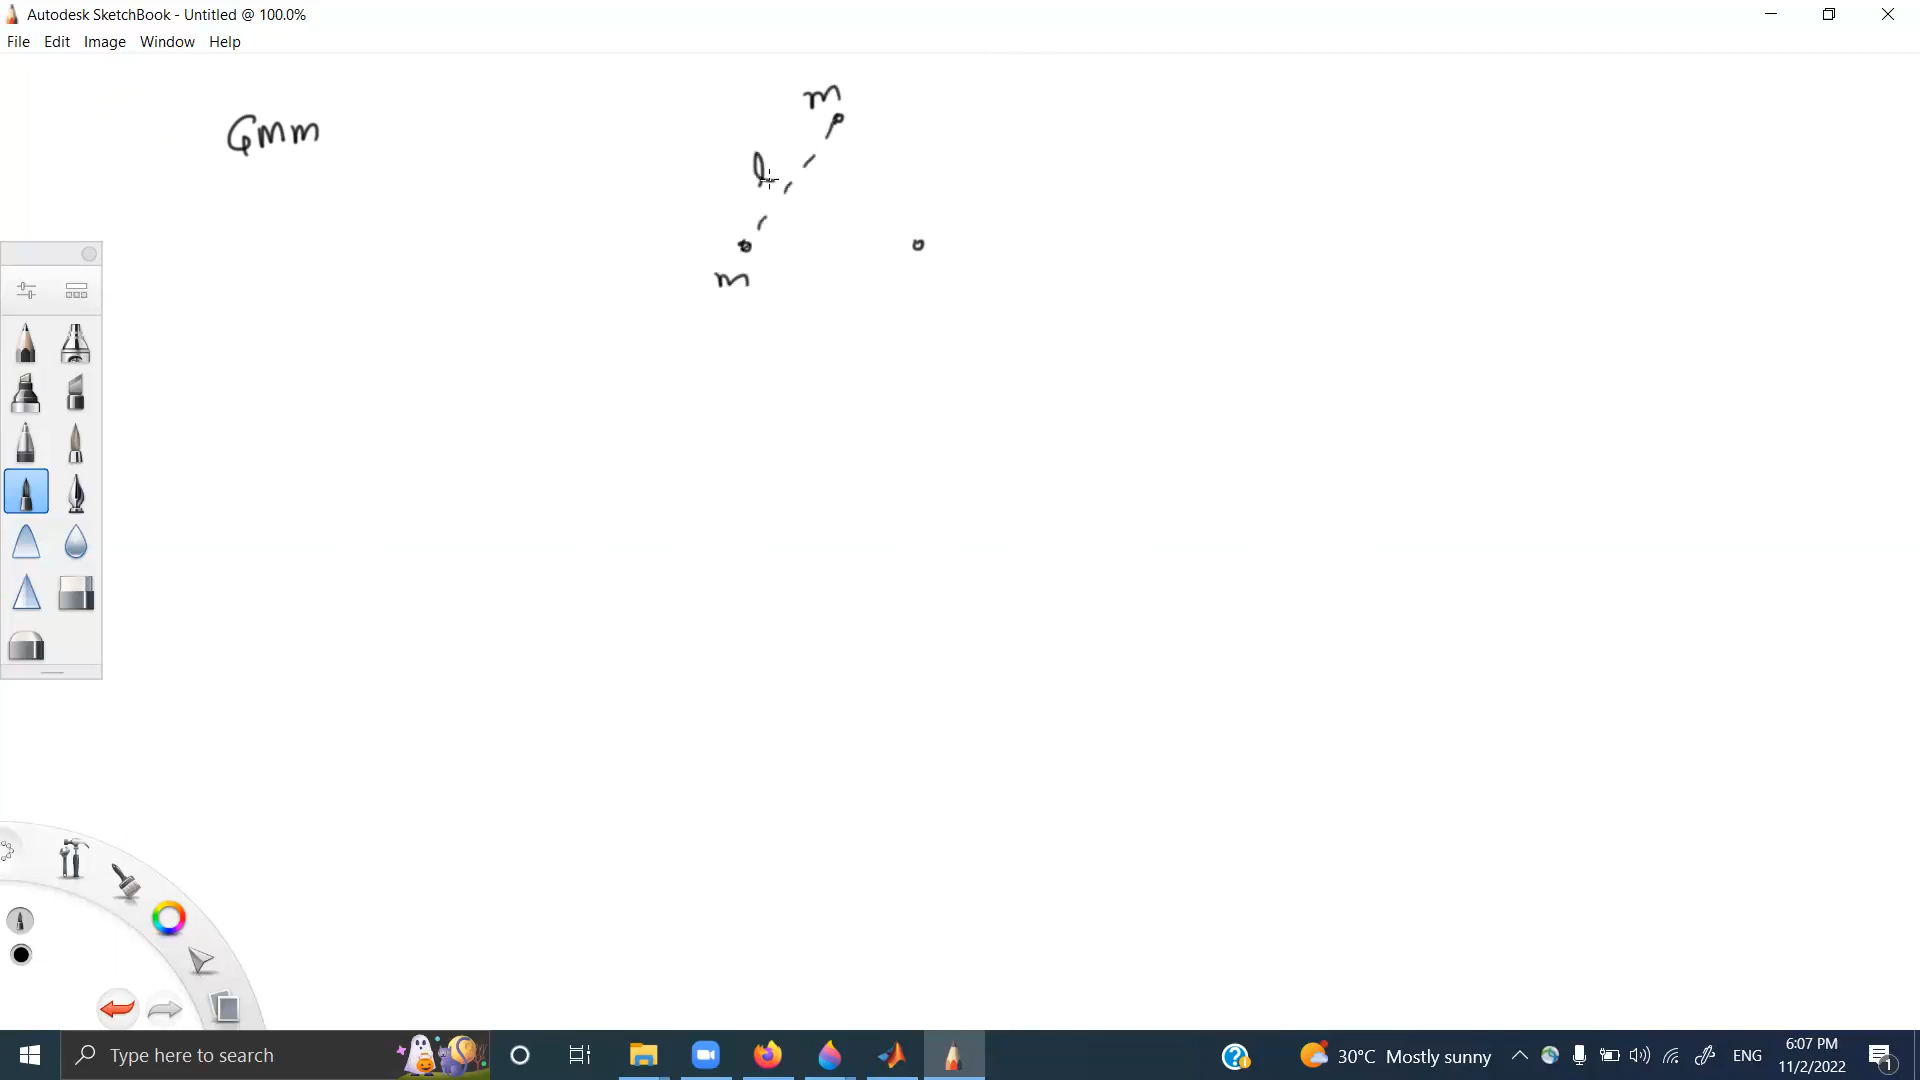 Autodesk SketchBook - Untitled @ 100.0%
File Edit Image Window Help
m
GMm
l
m
Type here to search
30°C Mostly sunny
ENG
6:07 PM
11/2/2022
1